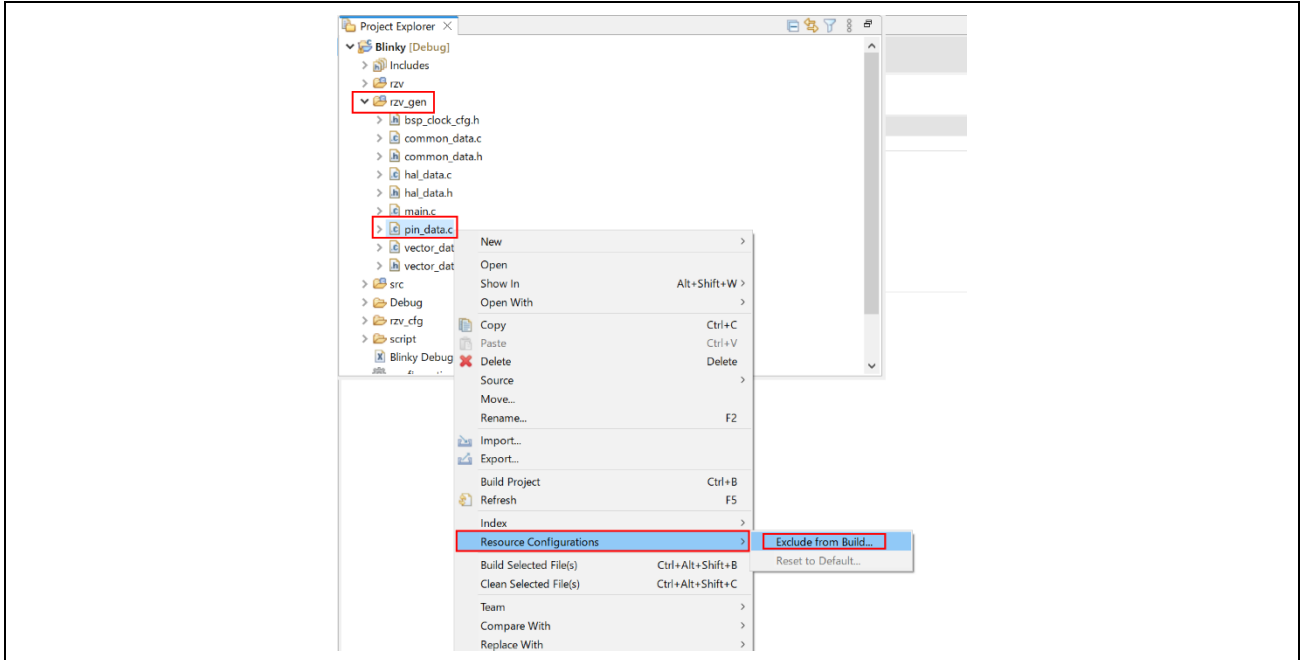 Project Explorer
Blinky [Debug]
Includes
rzv
rzv_gen
bsp_clock_cfg.h
common_data.c
common_data.h
hal_data.c
hal_data.h
main.c
pin_data.c
vector_dat
vector_dat
src
Debug
rzv_cfg
script
Blinky Debug
New
Open
Show In Alt+Shift+W
Open With
Copy Ctrl+C
Paste Ctrl+V
Delete Delete
Source
Move...
Rename... F2
Import...
Export...
Build Project Ctrl+B
Refresh F5
Index
Resource Configurations
Exclude from Build...
Reset to Default...
Build Selected File(s) Ctrl+Alt+Shift+B
Clean Selected File(s) Ctrl+Alt+Shift+C
Team
Compare With
Replace With